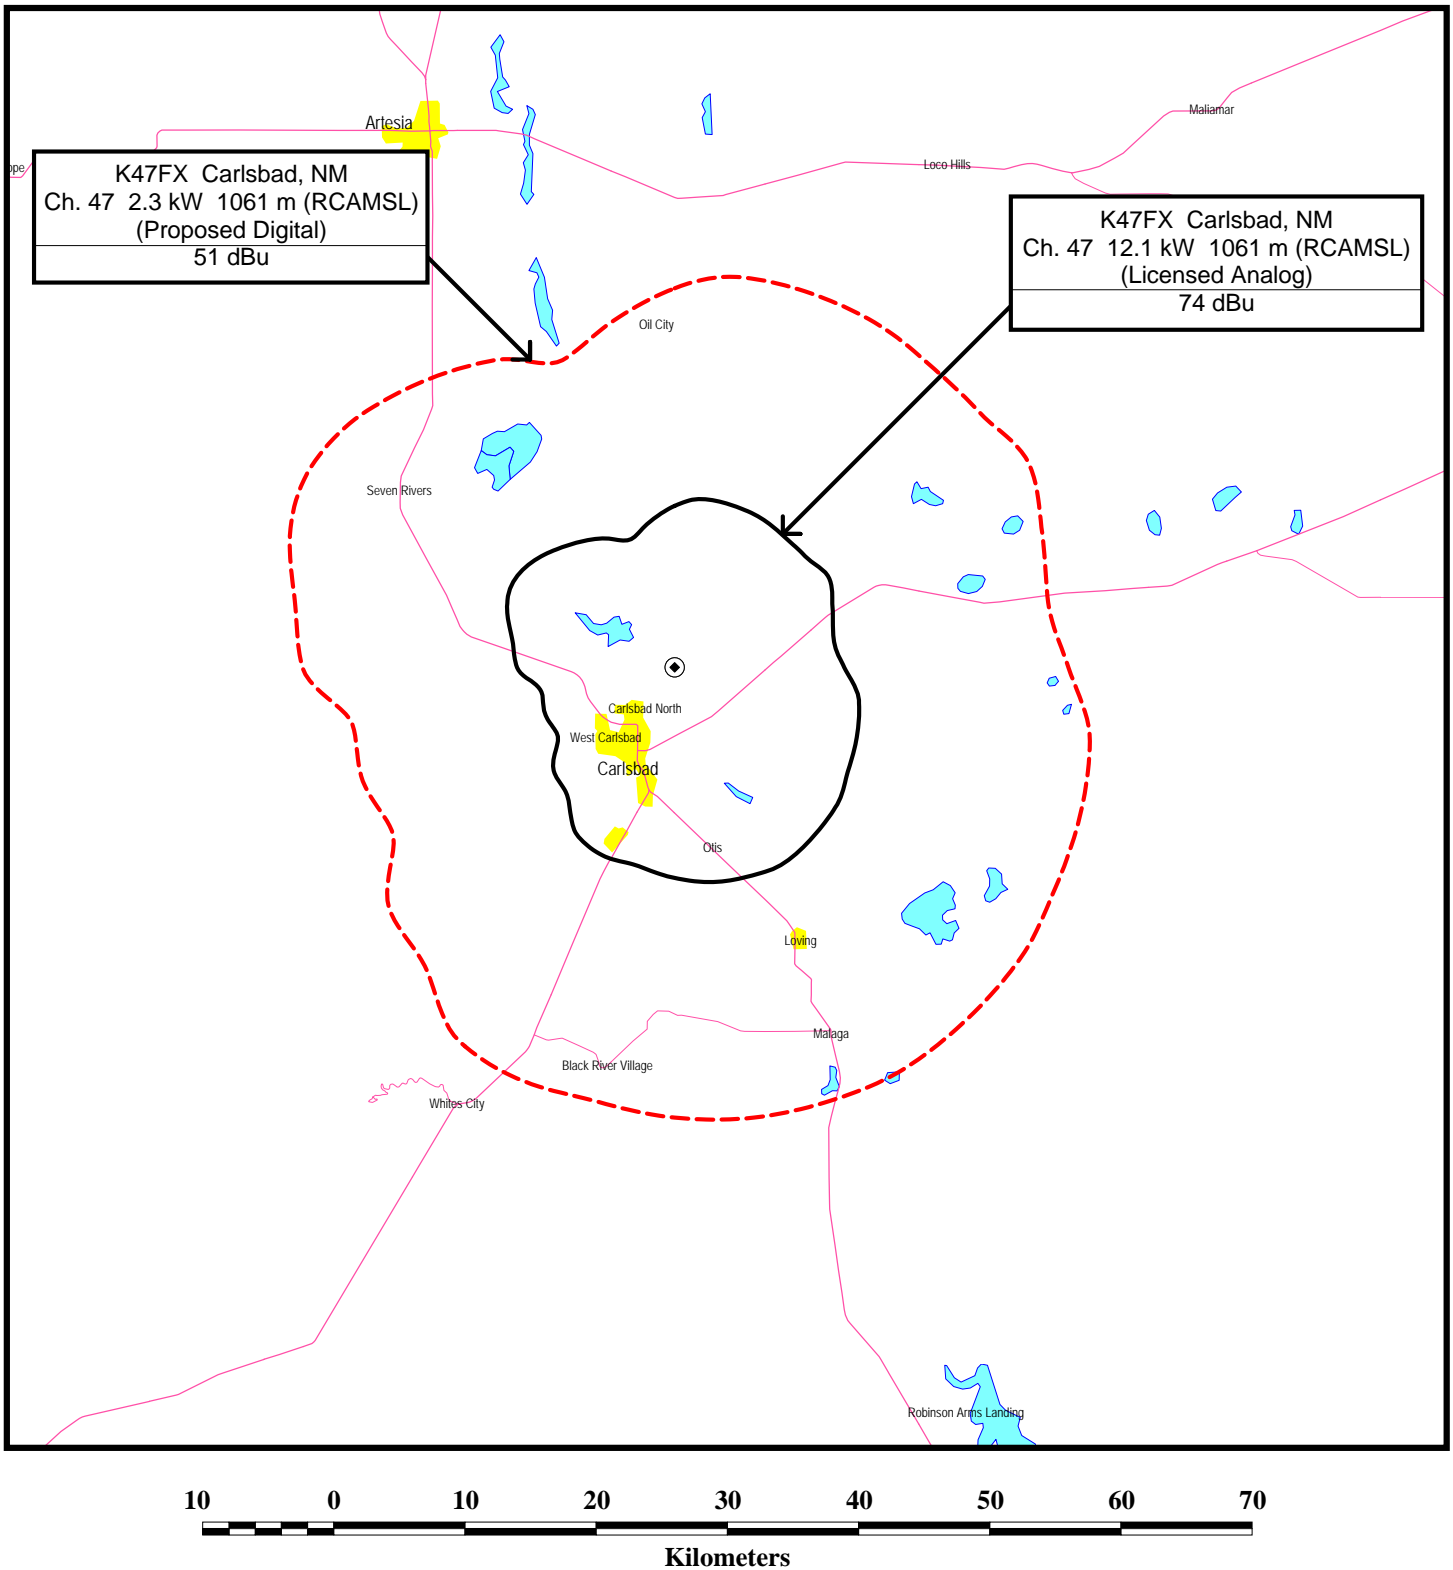 Artesia
Maljamar
ope
Loco Hills
K47FX Carlsbad, NM
Ch. 47 2.3 kW 1061 m (RCAMSL)
(Proposed Digital)
51 dBu
K47FX Carlsbad, NM
Ch. 47 12.1 kW 1061 m (RCAMSL)
(Licensed Analog)
74 dBu
Oil City
Seven Rivers
Carlsbad North
West Carlsbad
Carlsbad
Otis
Loving
Malaga
Black River Village
Whites City
Robinson Arms Landing
10 0 10 20 30 40 50 60 70
Kilometers